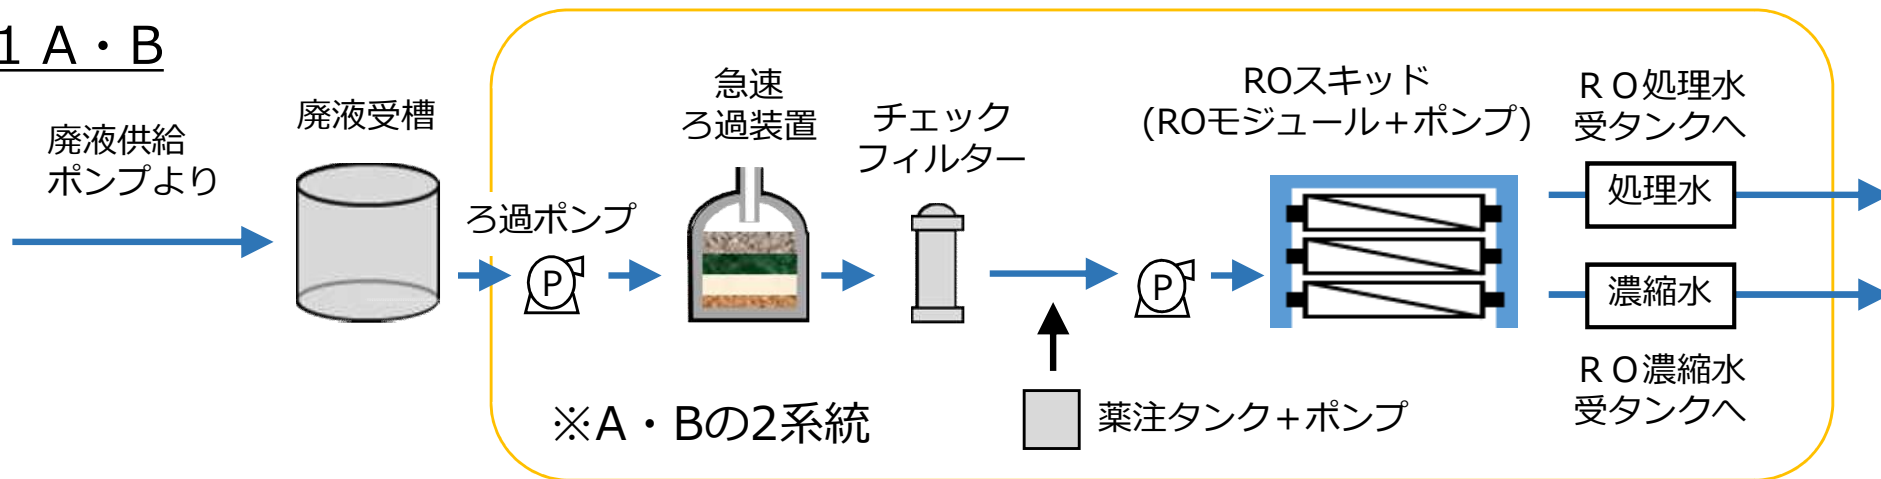 1 A・B
廃液供給
ポンプより
廃液受槽
ろ過ポンプ
P
急速
ろ過装置
チェック
フィルター
P
ROスキッド
(ROモジュール+ポンプ)
RO処理水
受タンクへ
処理水
濃縮水
RO濃縮水
受タンクへ
※A・Bの2系統
薬注タンク+ポンプ